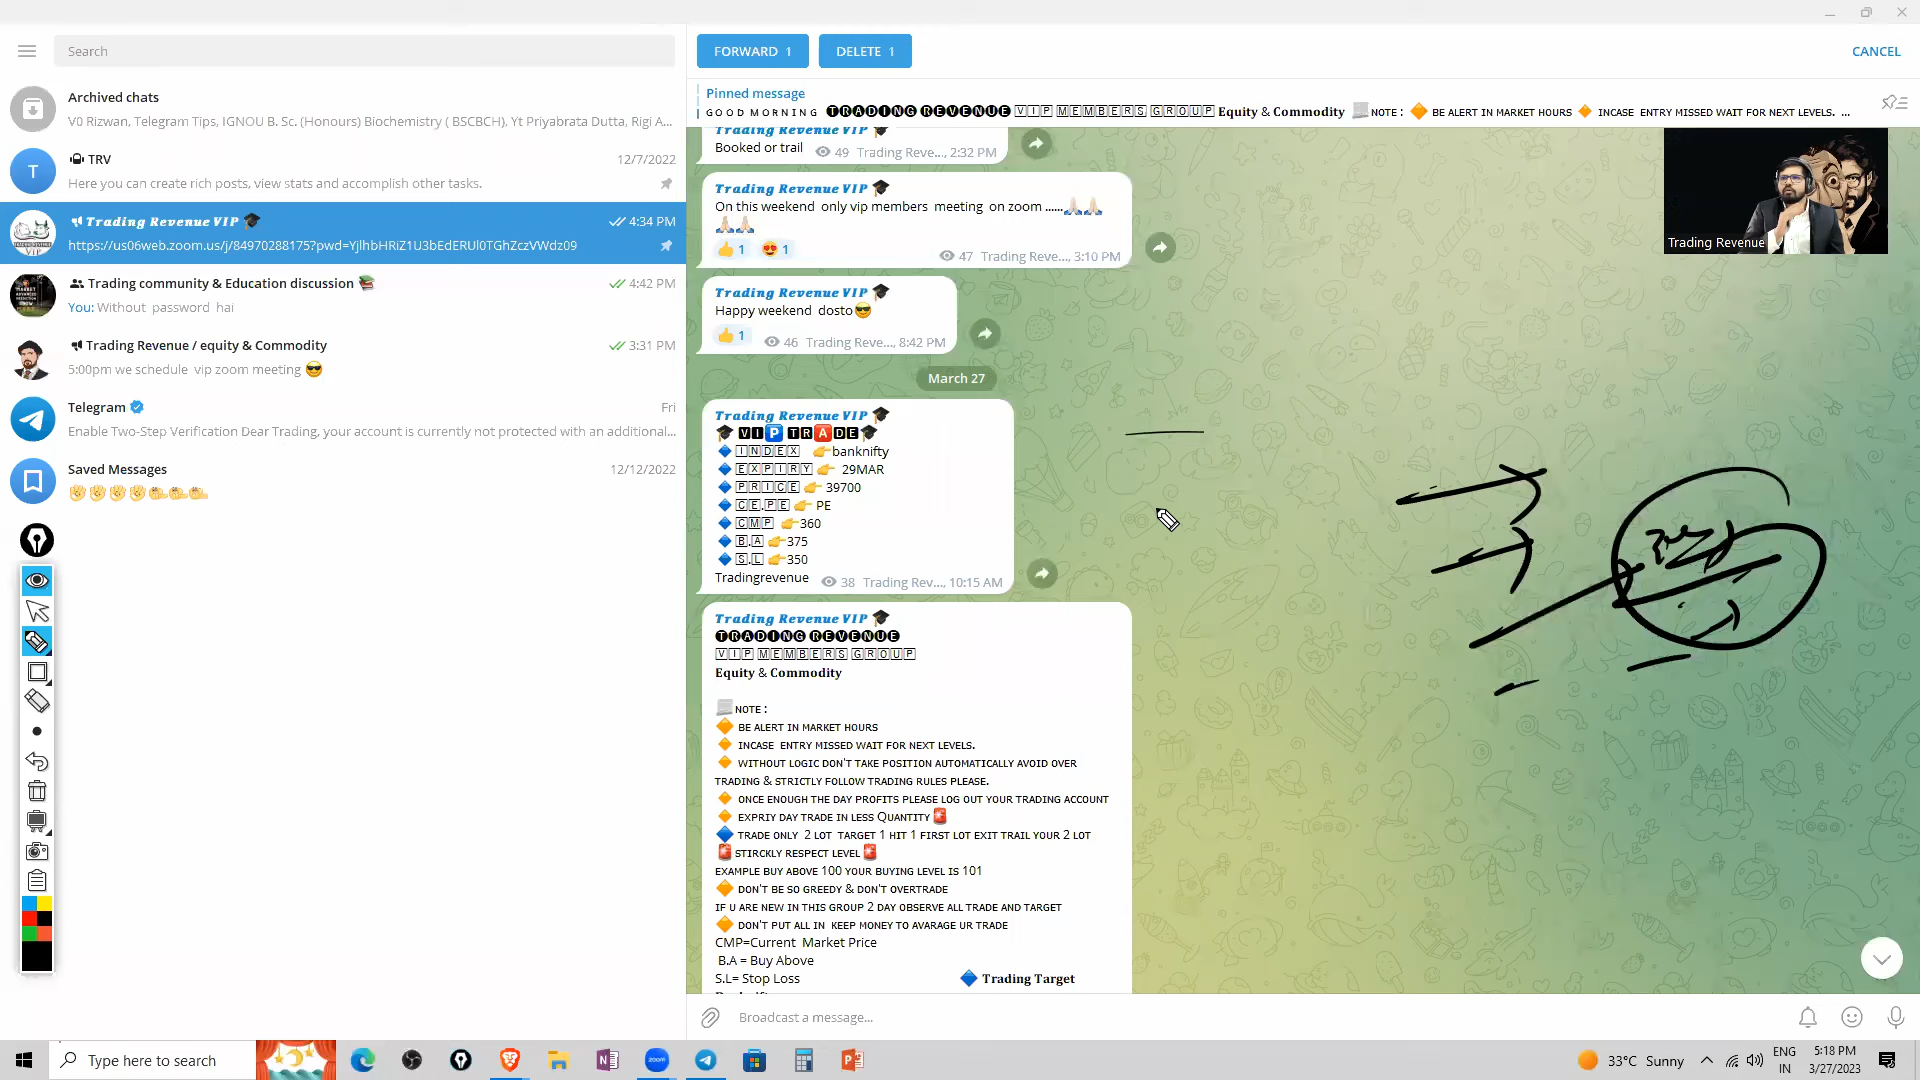 Search
Archived chats
V0 Rizwan, Telegram Tips, IGNOU B. Sc. (Honours) Biochemistry ( BSCBCH), Yt Priyabrata Dutta, Rigi A...
T
TRV
12/7/2022
Here you can create rich posts, view stats and accomplish other tasks.
Trading Revenue VIP 🎓
4:34 PM
https://us06web.zoom.us/j/84970288175?pwd=YjlhbHRiZ1U3bEdERUl0TGhZczVWdz09
Trading community & Education discussion 📚
4:42 PM
You: Without password hai
Trading Revenue / equity & Commodity
3:31 PM
5:00pm we schedule vip zoom meeting 😎
Telegram
Fri
Enable Two-Step Verification Dear Trading, your account is currently not protected with an additional...
Saved Messages
12/12/2022
FORWARD 1
DELETE 1
CANCEL
Pinned message
GOOD MORNING TRADING REVENUE VIP MEMBERS GROUP Equity & Commodity 🧾NOTE : 🔶 BE ALERT IN MARKET HOURS 🔸 INCASE ENTRY MISSED WAIT FOR NEXT LEVELS. ...
Trading Revenue VIP 🎓
Booked or trail 49 Trading Reve..., 2:32 PM
Trading Revenue VIP 🎓
On this weekend only vip members meeting on zoom ......🙏🏻🙏🏻
🙏🏻🙏🏻
👍 1 😍 1
47 Trading Reve..., 3:10 PM
Trading Revenue VIP 🎓
Happy weekend dosto😎
👍 1 46 Trading Reve..., 8:42 PM
March 27
Trading Revenue VIP 🎓
🎓 VIP TRADE🎓
🔷 INDEX 👉banknifty
🔷 EXPIRY 👉 29MAR
🔷 PRICE 👉 39700
🔷 CE.PE 👉 PE
🔷 CMP 👉360
🔷 B.A 👉375
🔷 S.L 👉350
Tradingrevenue 38 Trading Rev..., 10:15 AM
Trading Revenue VIP 🎓
TRADING REVENUE
VIP MEMBERS GROUP
Equity & Commodity
🧾NOTE :
🔶 BE ALERT IN MARKET HOURS
🔸 INCASE ENTRY MISSED WAIT FOR NEXT LEVELS.
🔸 WITHOUT LOGIC DON'T TAKE POSITION AUTOMATICALLY AVOID OVER
TRADING & STRICTLY FOLLOW TRADING RULES PLEASE.
🔸 ONCE ENOUGH THE DAY PROFITS PLEASE LOG OUT YOUR TRADING ACCOUNT
🔸 EXPRIY DAY TRADE IN LESS QUANTITY🚨
🔷 TRADE ONLY 2 LOT TARGET 1 HIT 1 FIRST LOT EXIT TRAIL YOUR 2 LOT
🚨STIRCKLY RESPECT LEVEL🚨
EXAMPLE BUY ABOVE 100 YOUR BUYING LEVEL IS 101
🔶 DON'T BE SO GREEDY & DON'T OVERTRADE
IF U ARE NEW IN THIS GROUP 2 DAY OBSERVE ALL TRADE AND TARGET
🔶 DON'T PUT ALL IN KEEP MONEY TO AVARAGE UR TRADE
CMP=Current Market Price
B.A = Buy Above
S.L= Stop Loss 🔷 Trading Target
Trading Revenue
Broadcast a message...
Type here to search
zoom
33°C Sunny
ENG
IN
5:18 PM
3/27/2023